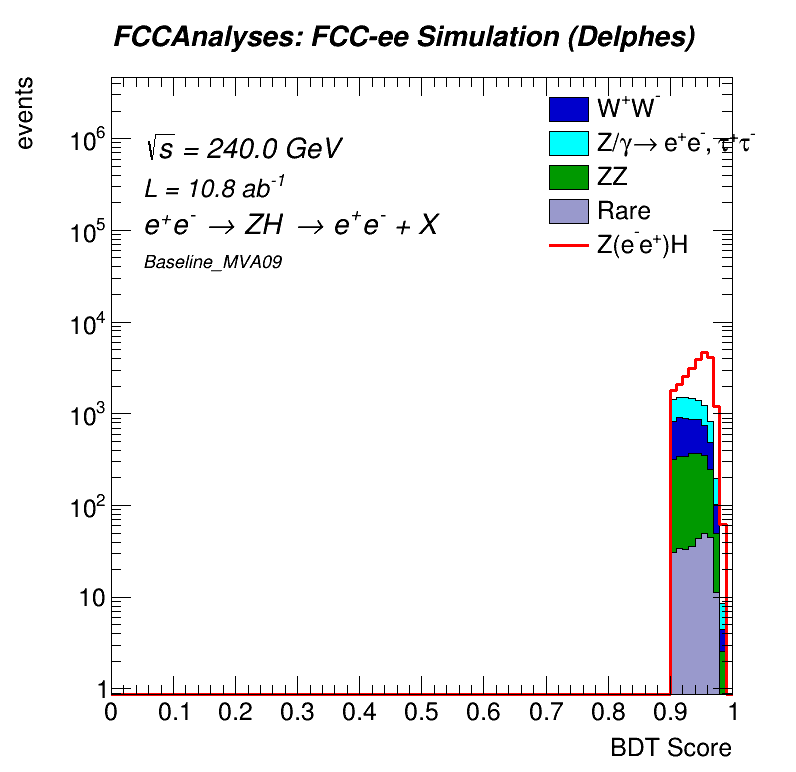 FCCAnalyses: FCC-ee Simulation (Delphes)
events
√s = 240.0 GeV
L = 10.8 ab⁻¹
e⁺e⁻ → ZH → e⁺e⁻ + X
Baseline_MVA09
W⁺W⁻
Z/γ→ e⁺e⁻, τ⁺τ⁻
ZZ
Rare
Z(e⁻e⁺)H
10⁶
10⁵
10⁴
10³
10²
10
1
0 0.1 0.2 0.3 0.4 0.5 0.6 0.7 0.8 0.9 1
BDT Score